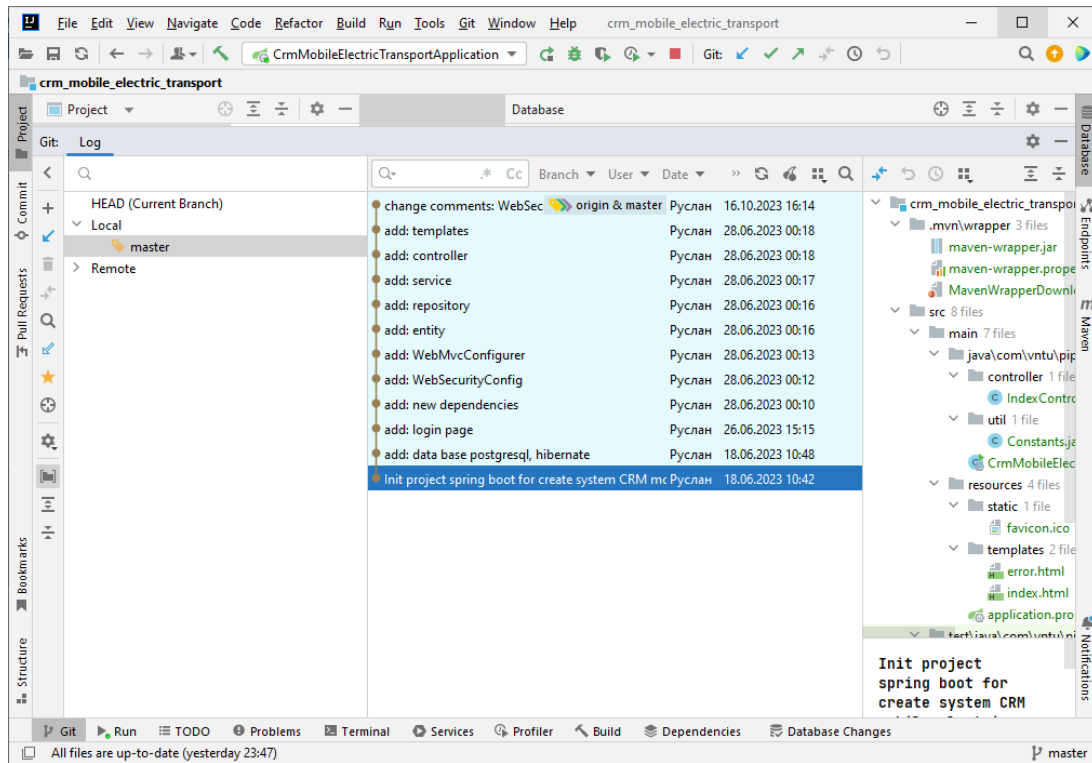 File Edit View Navigate Code Refactor Build Run Tools Git Window Help crm_mobile_electric_transport
CrmMobileElectricTransportApplication Git:
crm_mobile_electric_transport
Project Database
Git: Log
Cc Branch User Date »
HEAD (Current Branch)
Local
master
Remote
change comments: WebSec origin & master Руслан 16.10.2023 16:14
add: templates Руслан 28.06.2023 00:18
add: controller Руслан 28.06.2023 00:18
add: service Руслан 28.06.2023 00:17
add: repository Руслан 28.06.2023 00:16
add: entity Руслан 28.06.2023 00:16
add: WebMvcConfigurer Руслан 28.06.2023 00:13
add: WebSecurityConfig Руслан 28.06.2023 00:12
add: new dependencies Руслан 28.06.2023 00:10
add: login page Руслан 26.06.2023 15:15
add: data base postgresql, hibernate Руслан 18.06.2023 10:48
Init project spring boot for create system CRM mc Руслан 18.06.2023 10:42
crm_mobile_electric_transpor
.mvn\wrapper 3 files
maven-wrapper.jar
maven-wrapper.prope
MavenWrapperDownl
src 8 files
main 7 files
java\com\vntu\pip
controller 1 file
IndexContro
util 1 file
Constants.ja
CrmMobileElec
resources 4 files
static 1 file
favicon.ico
templates 2 file
error.html
index.html
application.pro
test\java\com\vntu\pi
Init project
spring boot for
create system CRM
Project
Commit
Pull Requests
Bookmarks
Structure
Database
Endpoints
Maven
Notifications
Git Run TODO Problems Terminal Services Profiler Build Dependencies Database Changes
All files are up-to-date (yesterday 23:47) master